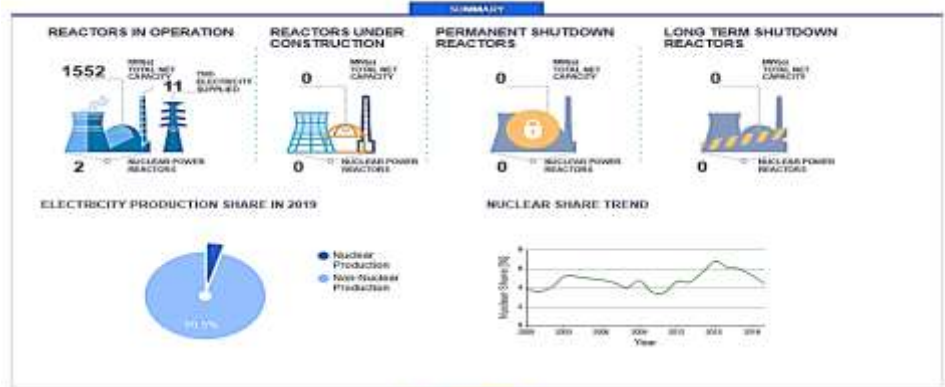 SUMMARY
REACTORS IN OPERATION
1552
MW(e)
TOTAL NET
CAPACITY
11
TWh
ELECTRICITY
SUPPLIED
2
NUCLEAR POWER
REACTORS
REACTORS UNDER
CONSTRUCTION
0
MW(e)
TOTAL NET
CAPACITY
0
NUCLEAR POWER
REACTORS
PERMANENT SHUTDOWN
REACTORS
0
MW(e)
TOTAL NET
CAPACITY
0
NUCLEAR POWER
REACTORS
LONG TERM SHUTDOWN
REACTORS
0
MW(e)
TOTAL NET
CAPACITY
0
NUCLEAR POWER
REACTORS
ELECTRICITY PRODUCTION SHARE IN 2019
Nuclear
Production
Non-Nuclear
Production
NUCLEAR SHARE TREND
Nuclear Share [%]
Year